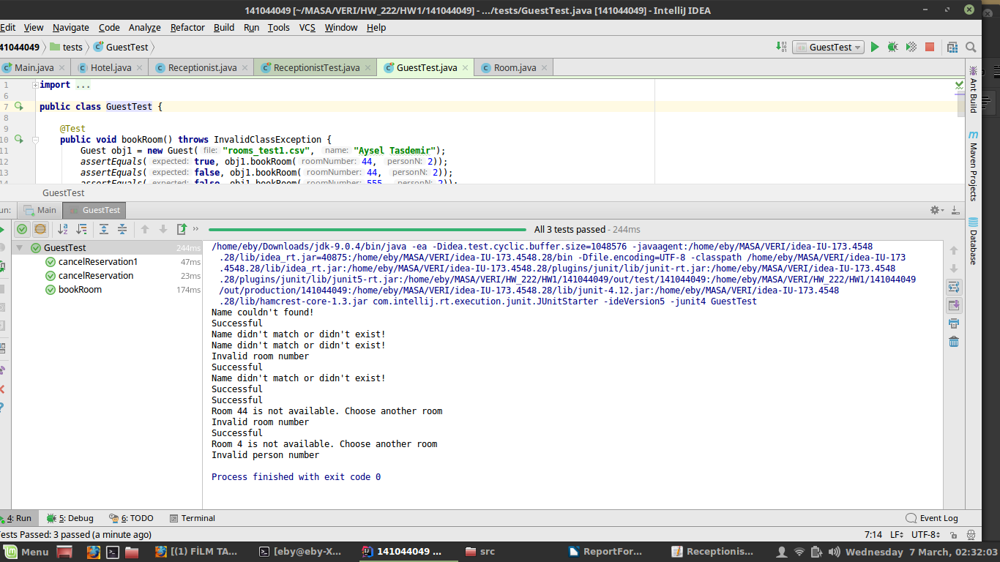 141044049 [~/MASA/VERI/HW_222/HW1/141044049] - .../tests/GuestTest.java [141044049] - IntelliJ IDEA
Edit View Navigate Code Analyze Refactor Build Run Tools VCS Window Help
41044049 tests GuestTest GuestTest
Main.java Hotel.java Receptionist.java ReceptionistTest.java GuestTest.java Room.java
1 import ...
6
7 public class GuestTest {
8
9 @Test
10 public void bookRoom() throws InvalidClassException {
11 Guest obj1 = new Guest( file: "rooms_test1.csv", name: "Aysel Tasdemir");
12 assertEquals( expected: true, obj1.bookRoom( roomNumber: 44, personN: 2));
13 assertEquals( expected: false, obj1.bookRoom( roomNumber: 44, personN: 2));
14 assertEquals( expected: false, obj1.bookRoom( roomNumber: 555, personN: 2));
Ant Build
Maven Projects
Database
GuestTest
un: Main GuestTest
All 3 tests passed - 244ms
GuestTest 244ms
cancelReservation1 47ms
cancelReservation 23ms
bookRoom 174ms
/home/eby/Downloads/jdk-9.0.4/bin/java -ea -Didea.test.cyclic.buffer.size=1048576 -javaagent:/home/eby/MASA/VERI/idea-IU-173.4548
.28/lib/idea_rt.jar=40875:/home/eby/MASA/VERI/idea-IU-173.4548.28/bin -Dfile.encoding=UTF-8 -classpath /home/eby/MASA/VERI/idea-IU-173
.4548.28/lib/idea_rt.jar:/home/eby/MASA/VERI/idea-IU-173.4548.28/plugins/junit/lib/junit-rt.jar:/home/eby/MASA/VERI/idea-IU-173.4548
.28/plugins/junit/lib/junit5-rt.jar:/home/eby/MASA/VERI/HW_222/HW1/141044049/out/test/141044049:/home/eby/MASA/VERI/HW_222/HW1/141044049
/out/production/141044049:/home/eby/MASA/VERI/idea-IU-173.4548.28/lib/junit-4.12.jar:/home/eby/MASA/VERI/idea-IU-173.4548
.28/lib/hamcrest-core-1.3.jar com.intellij.rt.execution.junit.JUnitStarter -ideVersion5 -junit4 GuestTest
Name couldn't found!
Successful
Name didn't match or didn't exist!
Name didn't match or didn't exist!
Invalid room number
Successful
Name didn't match or didn't exist!
Successful
Successful
Room 44 is not available. Choose another room
Invalid room number
Successful
Room 4 is not available. Choose another room
Invalid person number
Process finished with exit code 0
4: Run 5: Debug 6: TODO Terminal Event Log
ests Passed: 3 passed (a minute ago) 7:14 LF UTF-8
Menu [(1) FİLM TA... [eby@eby-X... 141044049 ... src ReportFor... Receptionis... Wednesday 7 March, 02:32:03